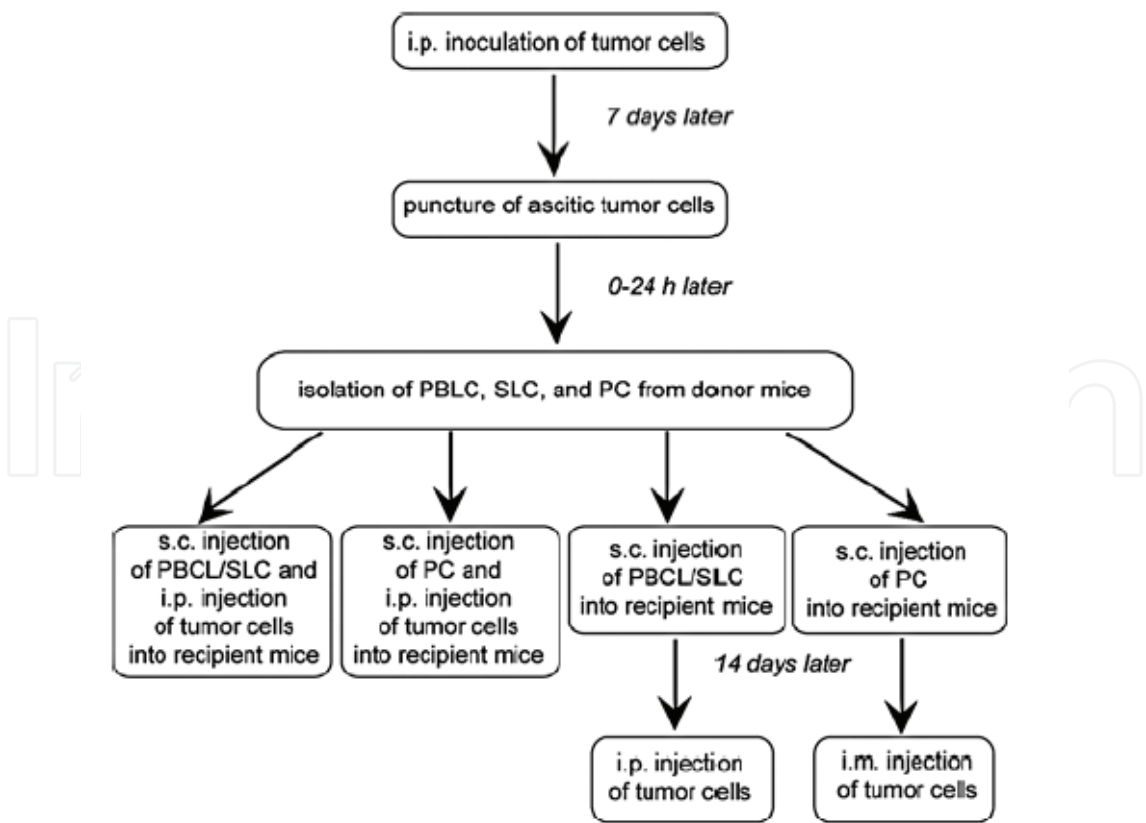 i.p. inoculation of tumor cells
7 days later
puncture of ascitic tumor cells
0-24 h later
isolation of PBLC, SLC, and PC from donor mice
s.c. injection
of PBCL/SLC and
i.p. injection
of tumor cells
into recipient mice
s.c. injection
of PC and
i.p. injection
of tumor cells
into recipient mice
s.c. injection
of PBCL/SLC
into recipient mice
s.c. injection
of PC
into recipient mice
14 days later
i.p. injection
of tumor cells
i.m. injection
of tumor cells